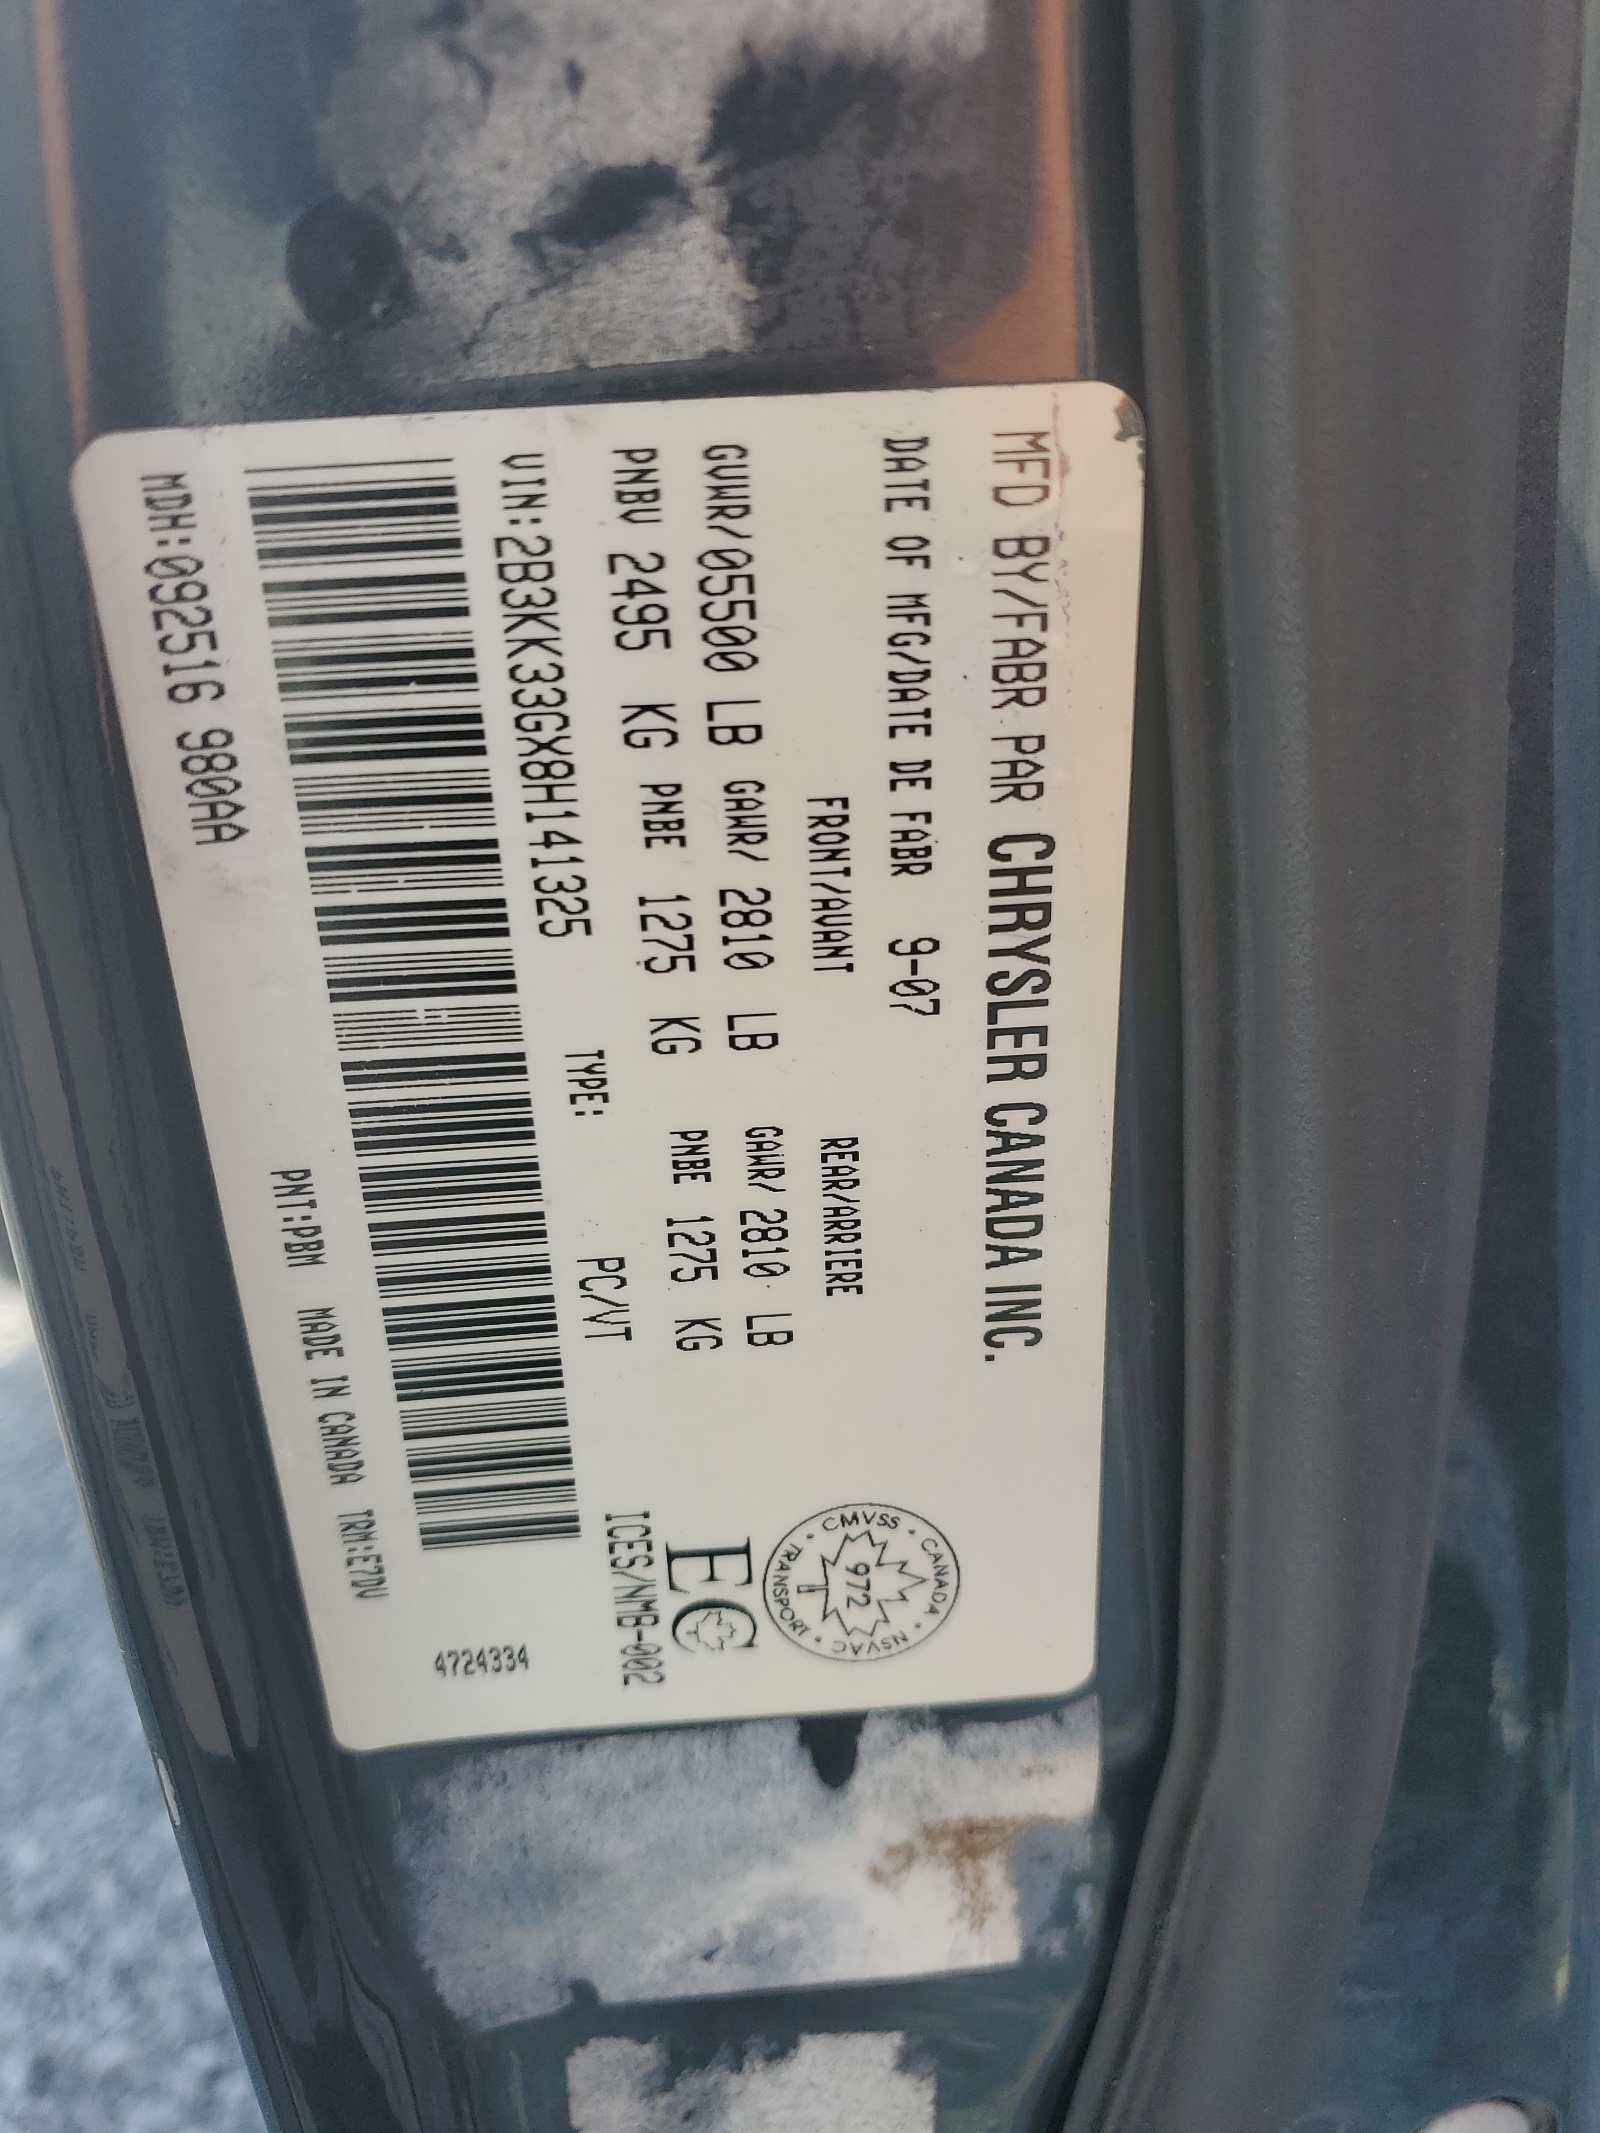 MFD BY/FABR PAR CHRYSLER CANADA INC.
DATE OF MFG/DATE DE FABR 9-07
FRONT/AVANT REAR/ARRIERE
GVWR/05500 LB GAWR/ 2810 LB GAWR/ 2810 LB
PNBV 2495 KG PNBE 1275 KG PNBE 1275 KG
VIN:2B3KK33GX8H141325 TYPE: PC/VT
CMVSS • CANADA • NSVAC • TRANSPORT •
972
EC
ICES/NMB-002
MDH:092516 980AA
PNT:PBM MADE IN CANADA TRM:E7DV
4724334